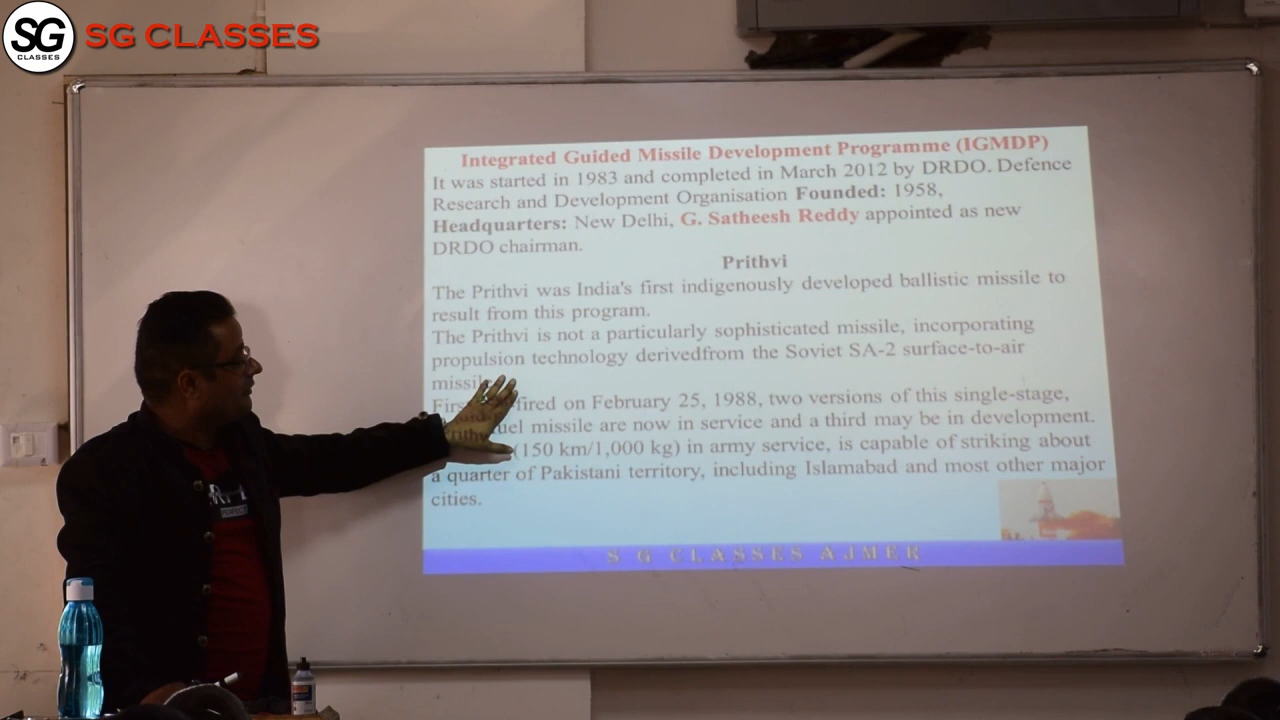 SG
CLASSES
SG CLASSES
Integrated Guided Missile Development Programme (IGMDP)
It was started in 1983 and completed in March 2012 by DRDO. Defence
Research and Development Organisation Founded: 1958,
Headquarters: New Delhi, G. Satheesh Reddy appointed as new
DRDO chairman.
Prithvi
The Prithvi was India's first indigenously developed ballistic missile to
result from this program.
The Prithvi is not a particularly sophisticated missile, incorporating
propulsion technology derivedfrom the Soviet SA-2 surface-to-air
fired on February 25, 1988, two versions of this single-stage,
missile are now in service and a third may be in development.
(150 km/1,000 kg) in army service, is capable of striking about
a quarter of Pakistani territory, including Islamabad and most other major
cities.
S G CLASSES AJMER